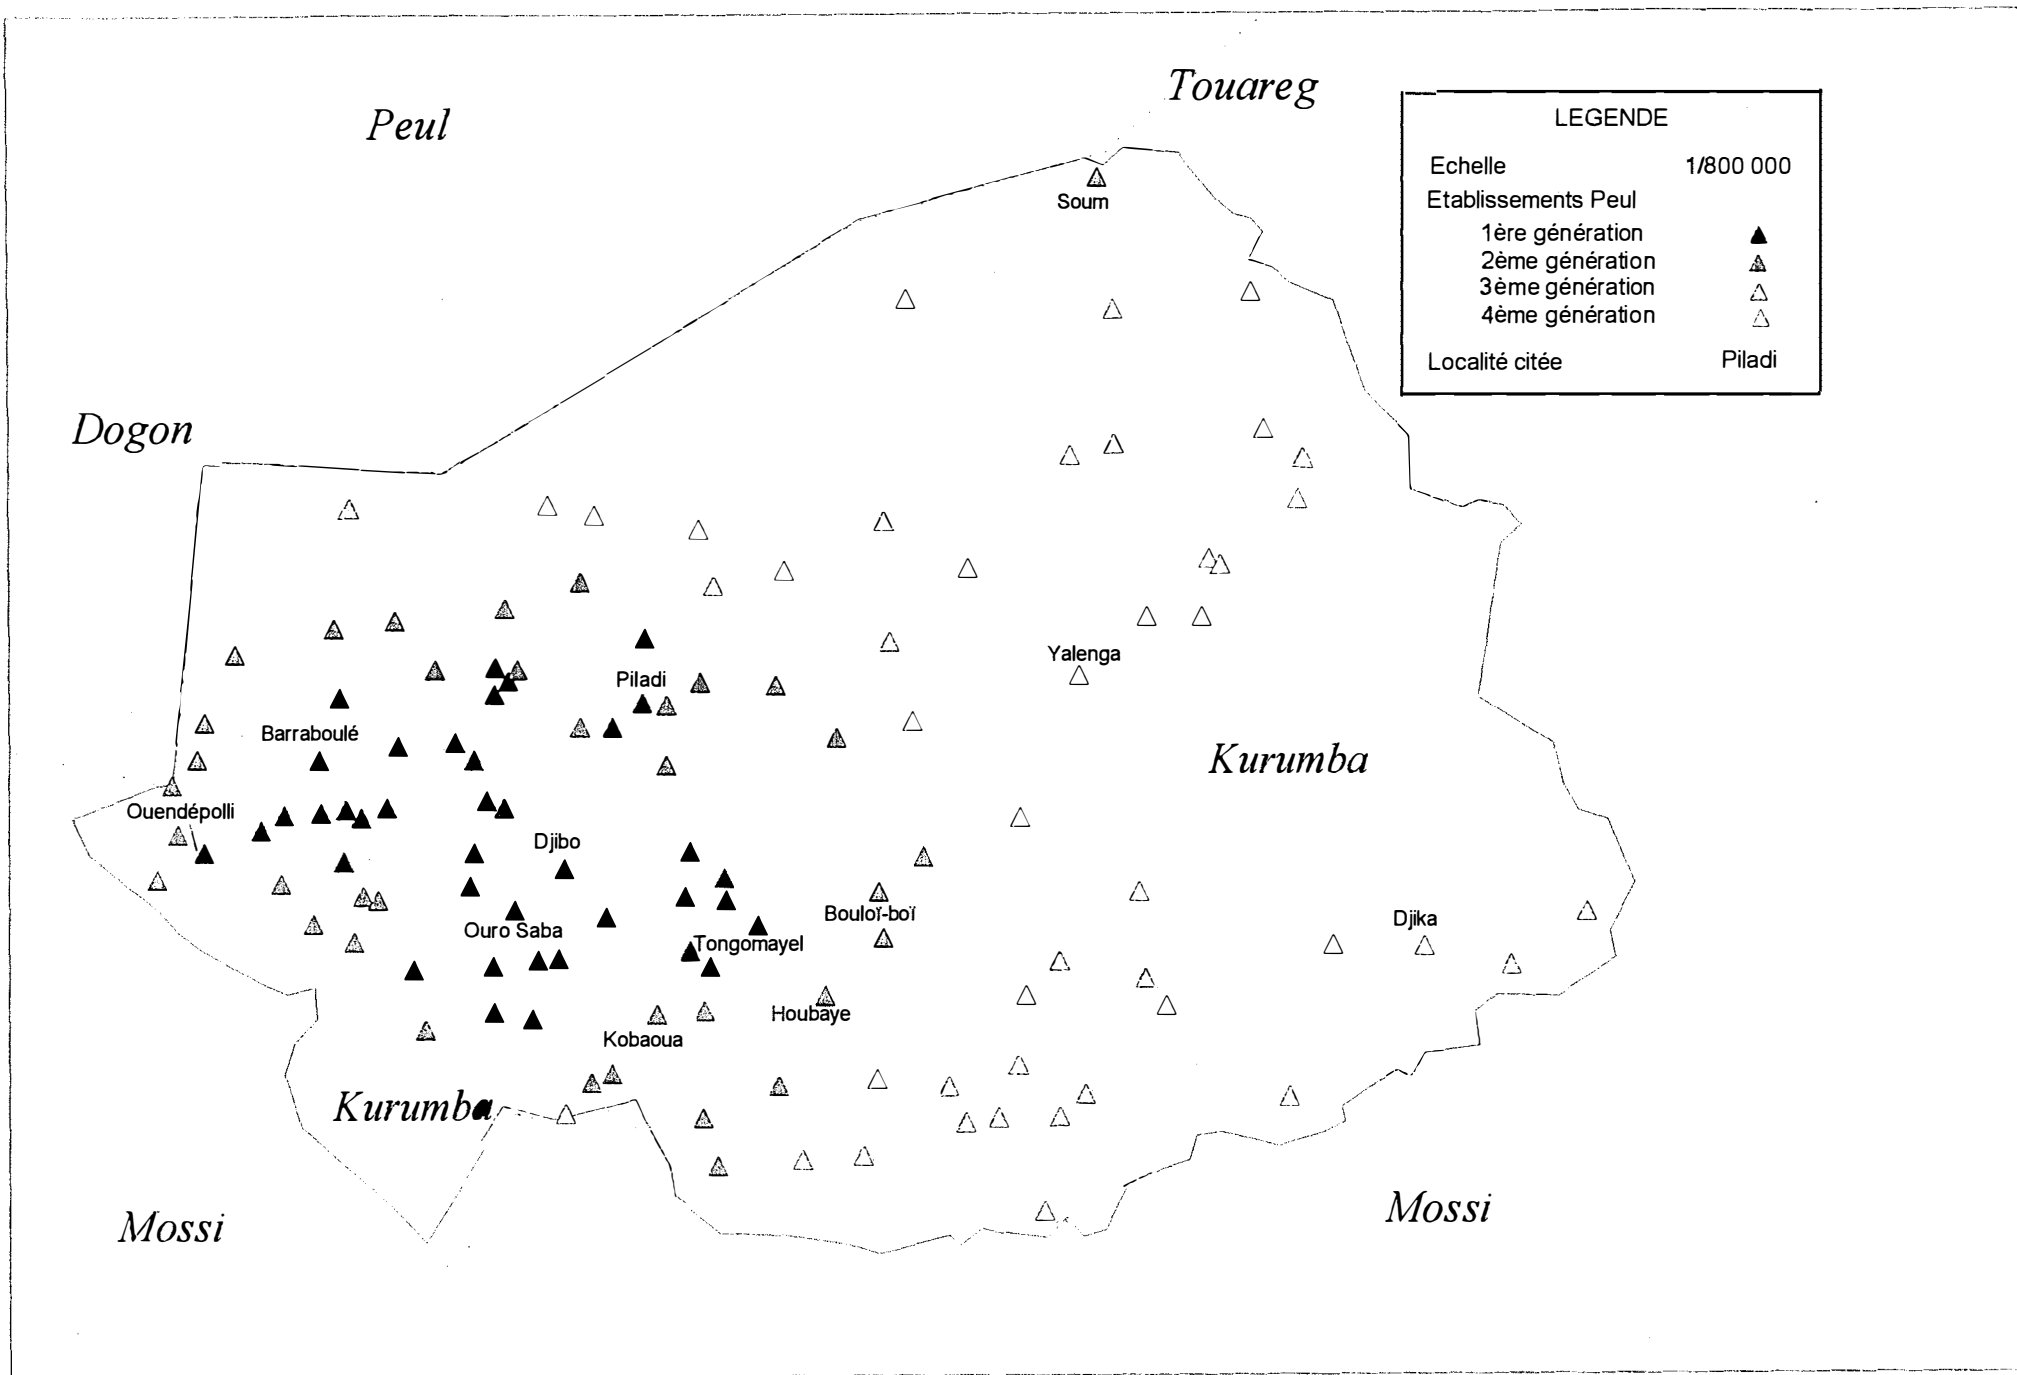 Touareg
Peul
LEGENDE
Echelle 1/800 000
Etablissements Peul
1ère génération
2ème génération
3ème génération
4ème génération
Localité citée Piladi
Soum
Dogon
Yalenga
Piladi
Barraboulé
Kurumba
Ouendépolli
Djibo
Bouloï-boï
Djika
Ouro Saba
Tongomayel
Houbaye
Kobaoua
Kurumba
Mossi
Mossi